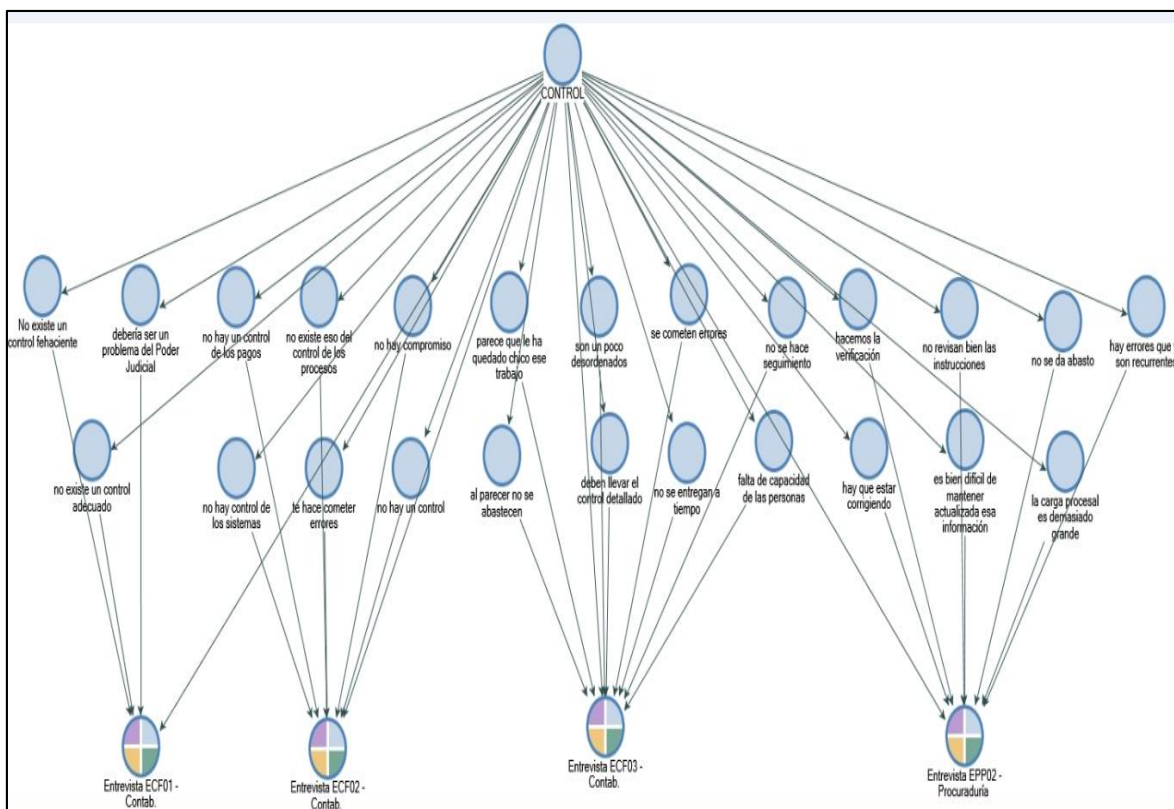 CONTROL
No existe un
control fehaciente
debería ser un
problema del Poder
Judicial
no hay un control
de los pagos
no existe eso del
control de los
procesos
no hay compromiso
parece que le ha
quedado chico ese
trabajo
son un poco
desordenados
se cometen errores
no se hace
seguimiento
hacemos la
verificación
no revisan bien las
instrucciones
no se da abasto
hay errores que
son recurrentes
no existe un control
adecuado
no hay control de
los sistemas
te hace cometer
errores
no hay un control
al parecer no se
abastecen
deben llevar el
control detallado
no se entregan a
tiempo
falta de capacidad
de las personas
hay que estar
corrigiendo
es bien difícil de
mantener
actualizada esa
información
la carga procesal
es demasiado
grande
Entrevista ECF01 -
Contab.
Entrevista ECF02 -
Contab.
Entrevista ECF03 -
Contab.
Entrevista EPP02 -
Procuraduría